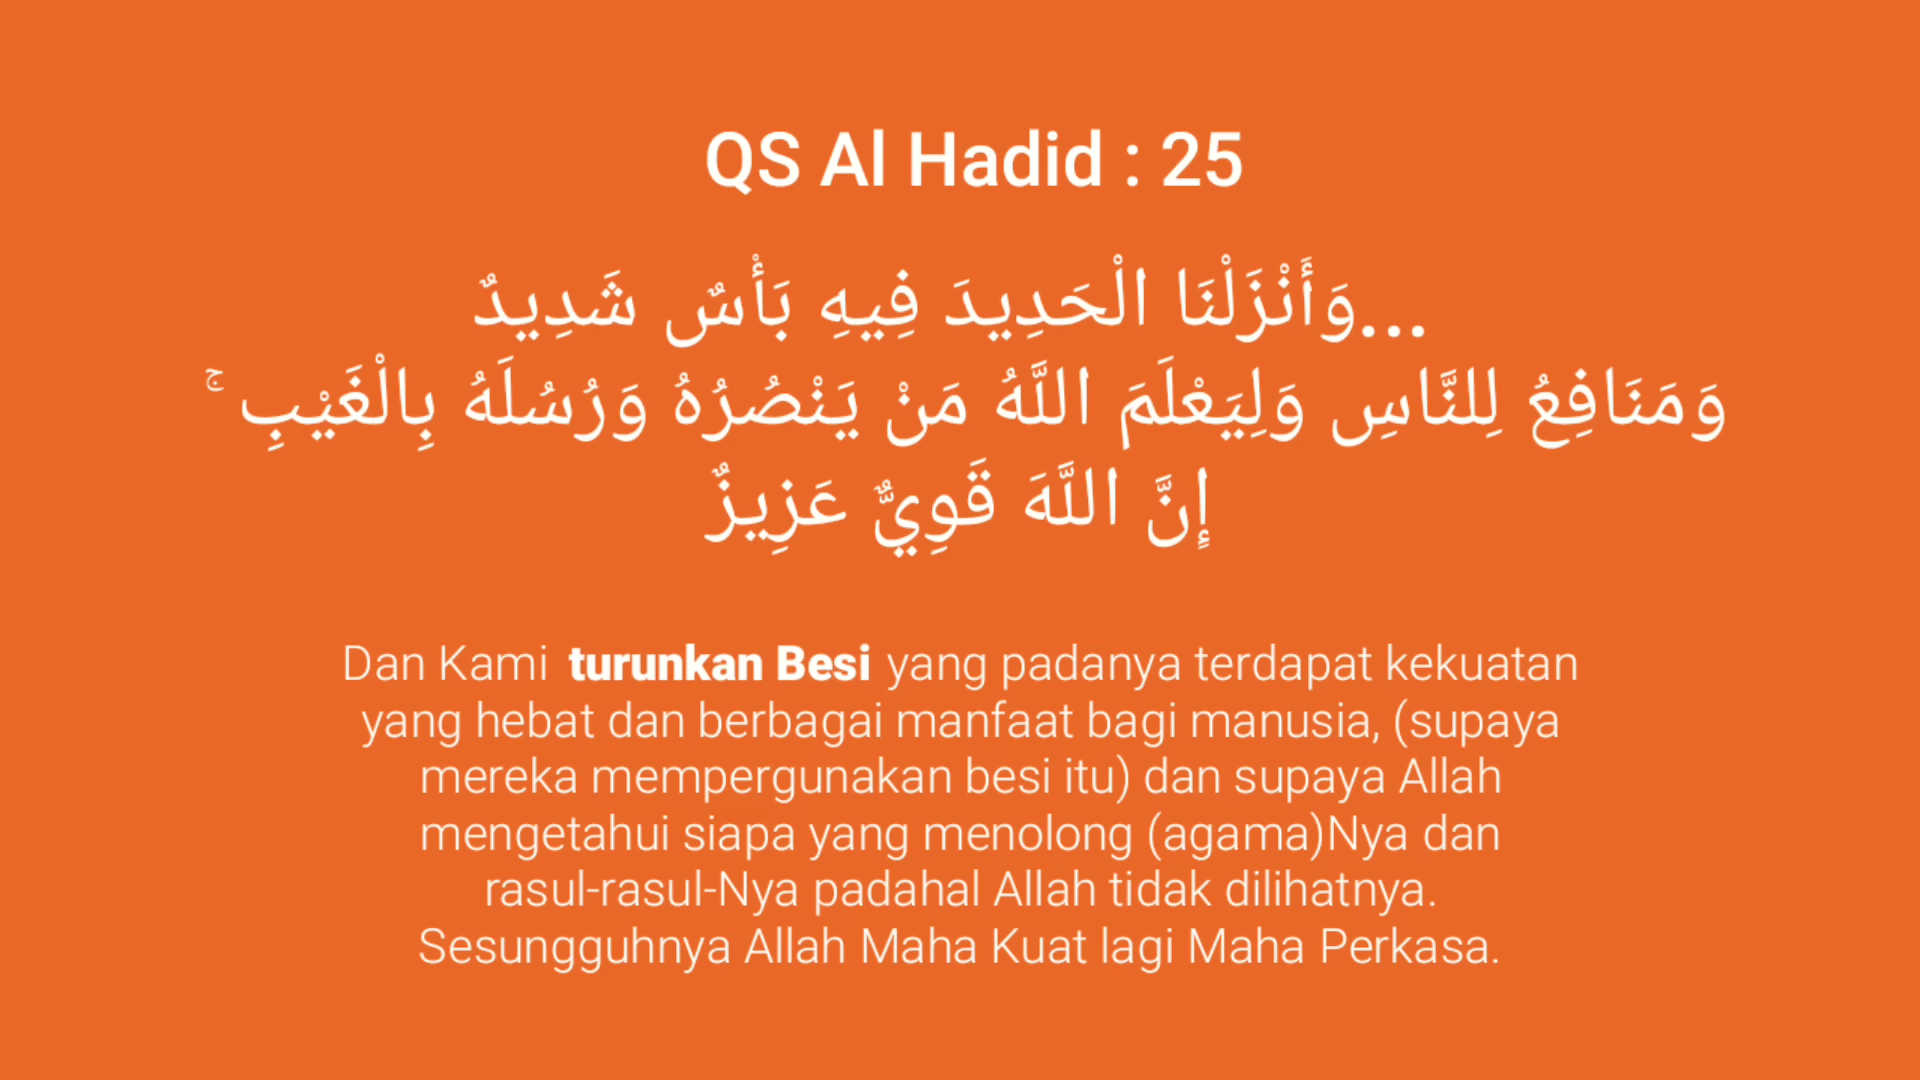 QS Al Hadid : 25
...وَأَنْزَلْنَا الْحَدِيدَ فِيهِ بَأْسٌ شَدِيدٌ
وَمَنَافِعُ لِلنَّاسِ وَلِيَعْلَمَ اللَّهُ مَنْ يَنْصُرُهُ وَرُسُلَهُ بِالْغَيْبِ ۚ
إِنَّ اللَّهَ قَوِيٌّ عَزِيزٌ
Dan Kami turunkan Besi yang padanya terdapat kekuatan
yang hebat dan berbagai manfaat bagi manusia, (supaya
mereka mempergunakan besi itu) dan supaya Allah
mengetahui siapa yang menolong (agama)Nya dan
rasul-rasul-Nya padahal Allah tidak dilihatnya.
Sesungguhnya Allah Maha Kuat lagi Maha Perkasa.